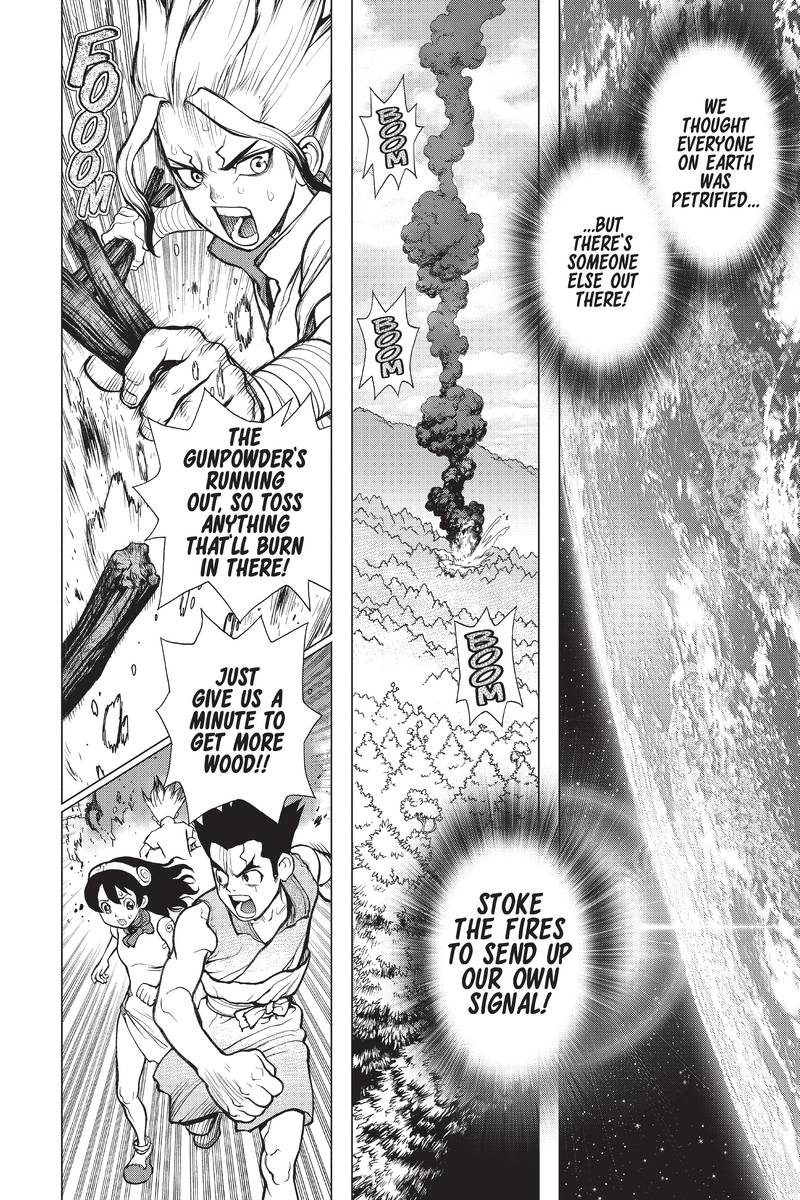 WE
THOUGHT
EVERYONE
ON EARTH
WAS
PETRIFIED...
...BUT
THERE'S
SOMEONE
ELSE OUT
THERE!
BOOM
BOOM
BOOM
STOKE
THE FIRES
TO SEND UP
OUR OWN
SIGNAL!
FOOOM
THE
GUNPOWDER'S
RUNNING
OUT, SO TOSS
ANYTHING
THAT'LL BURN
IN THERE!
JUST
GIVE US A
MINUTE TO
GET MORE
WOOD!!